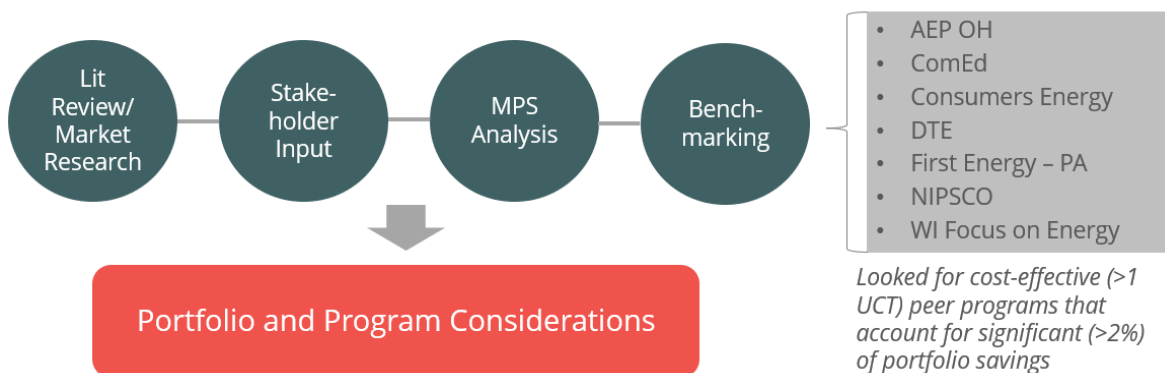 Lit
Review/
Market
Research
Stake-
holder
Input
MPS
Analysis
Bench-
marking
• AEP OH
• ComEd
• Consumers Energy
• DTE
• First Energy – PA
• NIPSCO
• WI Focus on Energy
Looked for cost-effective (>1
UCT) peer programs that
account for significant (>2%)
of portfolio savings
Portfolio and Program Considerations